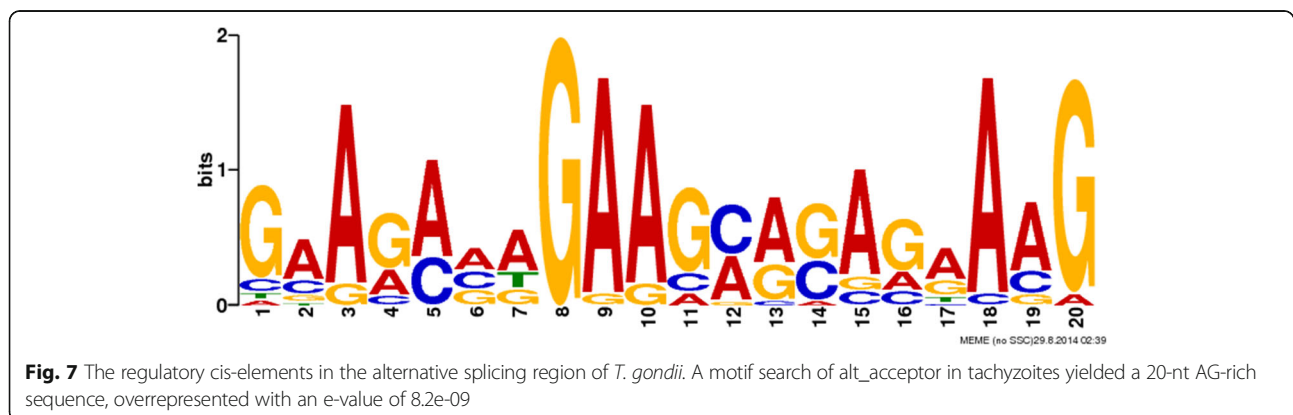 2
bits
1
0
G A A G A A A G A A G C A G A G A A A G
C C G A C C T G G C A G C A G A G C C A
T G C G G A G C A C C T G
A T
1 2 3 4 5 6 7 8 9 10 11 12 13 14 15 16 17 18 19 20
MEME (no SSC)29.8.2014 02:39
Fig. 7 The regulatory cis-elements in the alternative splicing region of T. gondii. A motif search of alt_acceptor in tachyzoites yielded a 20-nt AG-rich
sequence, overrepresented with an e-value of 8.2e-09